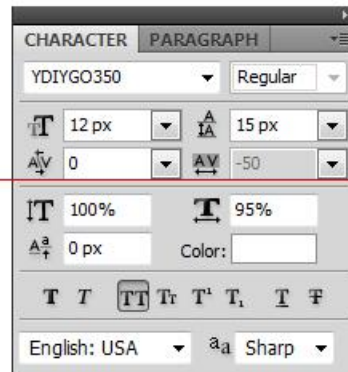 CHARACTER PARAGRAPH
YDIYGO350 Regular
12 px 15 px
0 -50
100% 95%
0 px Color:
T T TT Tr T¹ T₁ T T
English: USA aa Sharp